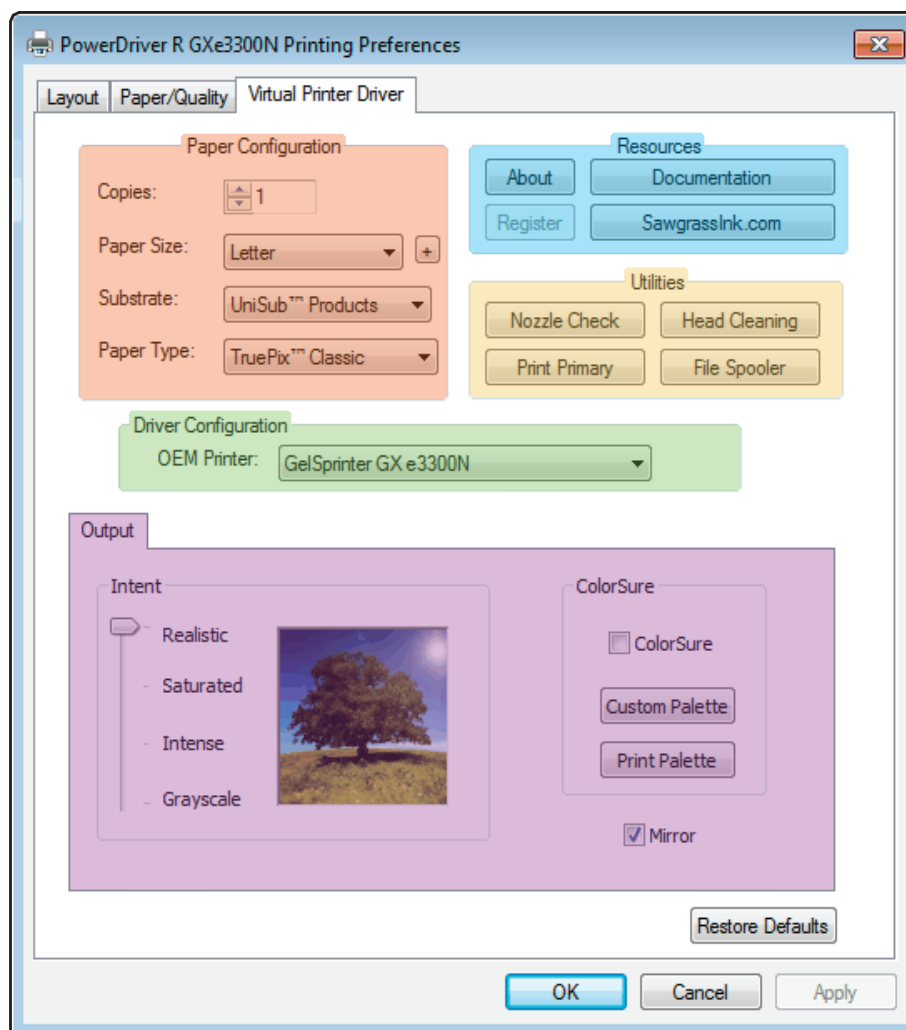 PowerDriver R GXe3300N Printing Preferences
Layout
Paper/Quality
Virtual Printer Driver
Paper Configuration
Copies:
1
Paper Size:
Letter
+
Substrate:
UniSub™ Products
Paper Type:
TruePix™ Classic
Resources
About
Documentation
Register
SawgrassInk.com
Utilities
Nozzle Check
Head Cleaning
Print Primary
File Spooler
Driver Configuration
OEM Printer:
GelSprinter GX e3300N
Output
Intent
Realistic
Saturated
Intense
Grayscale
ColorSure
ColorSure
Custom Palette
Print Palette
Mirror
Restore Defaults
OK
Cancel
Apply